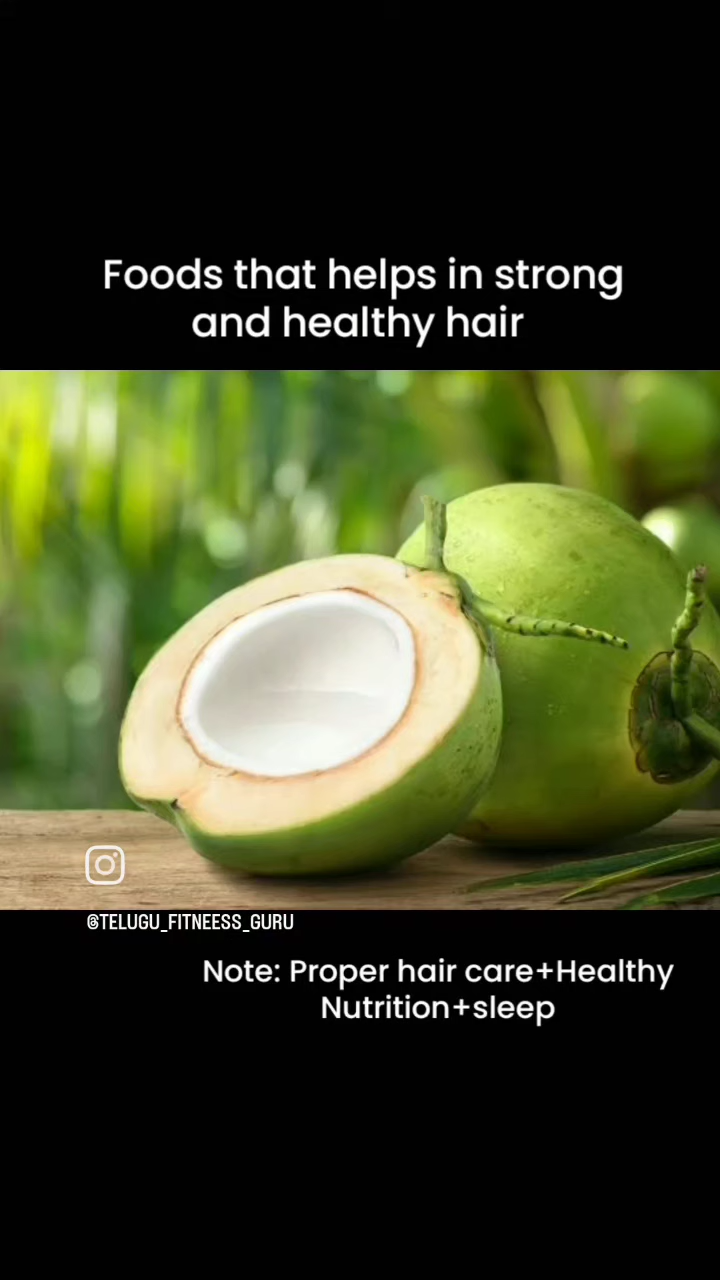 Foods that helps in strong
and healthy hair
@TELUGU_FITNEESS_GURU
Note: Proper hair care+Healthy
Nutrition+sleep